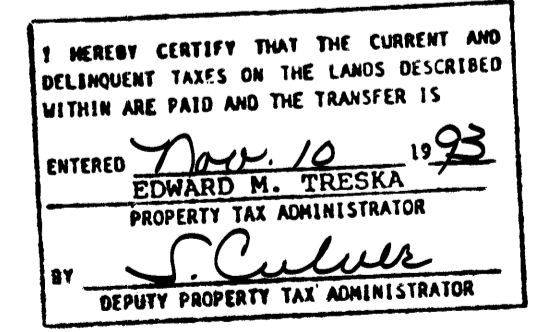 I HEREBY CERTIFY THAT THE CURRENT AND
DELINQUENT TAXES ON THE LANDS DESCRIBED
WITHIN ARE PAID AND THE TRANSFER IS
ENTERED Nov. 10 1993
EDWARD M. TRESKA
PROPERTY TAX ADMINISTRATOR
BY S. Culver
DEPUTY PROPERTY TAX ADMINISTRATOR